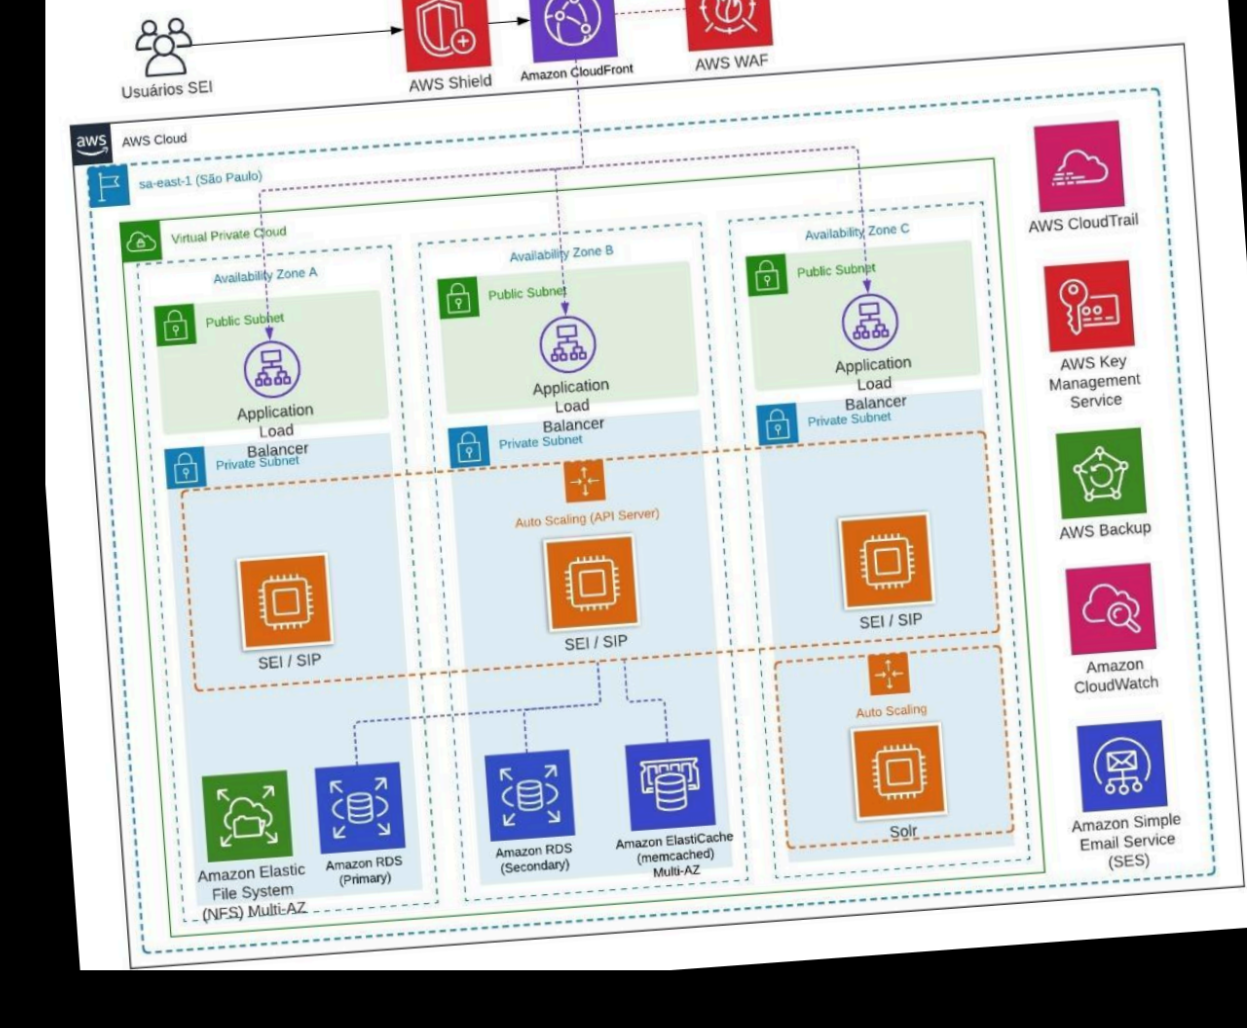 Usuários SEI
AWS Shield
Amazon CloudFront
AWS WAF
aws
AWS Cloud
sa-east-1 (São Paulo)
Virtual Private Cloud
Availability Zone A
Availability Zone B
Availability Zone C
Public Subnet
Public Subnet
Public Subnet
Application
Load
Balancer
Application
Load
Balancer
Application
Load
Balancer
Private Subnet
Private Subnet
Private Subnet
Auto Scaling (API Server)
SEI / SIP
SEI / SIP
SEI / SIP
Auto Scaling
Solr
Amazon Elastic
File System
(NFS) Multi-AZ
Amazon RDS
(Primary)
Amazon RDS
(Secondary)
Amazon ElastiCache
(memcached)
Multi-AZ
AWS CloudTrail
AWS Key
Management
Service
AWS Backup
Amazon
CloudWatch
Amazon Simple
Email Service
(SES)